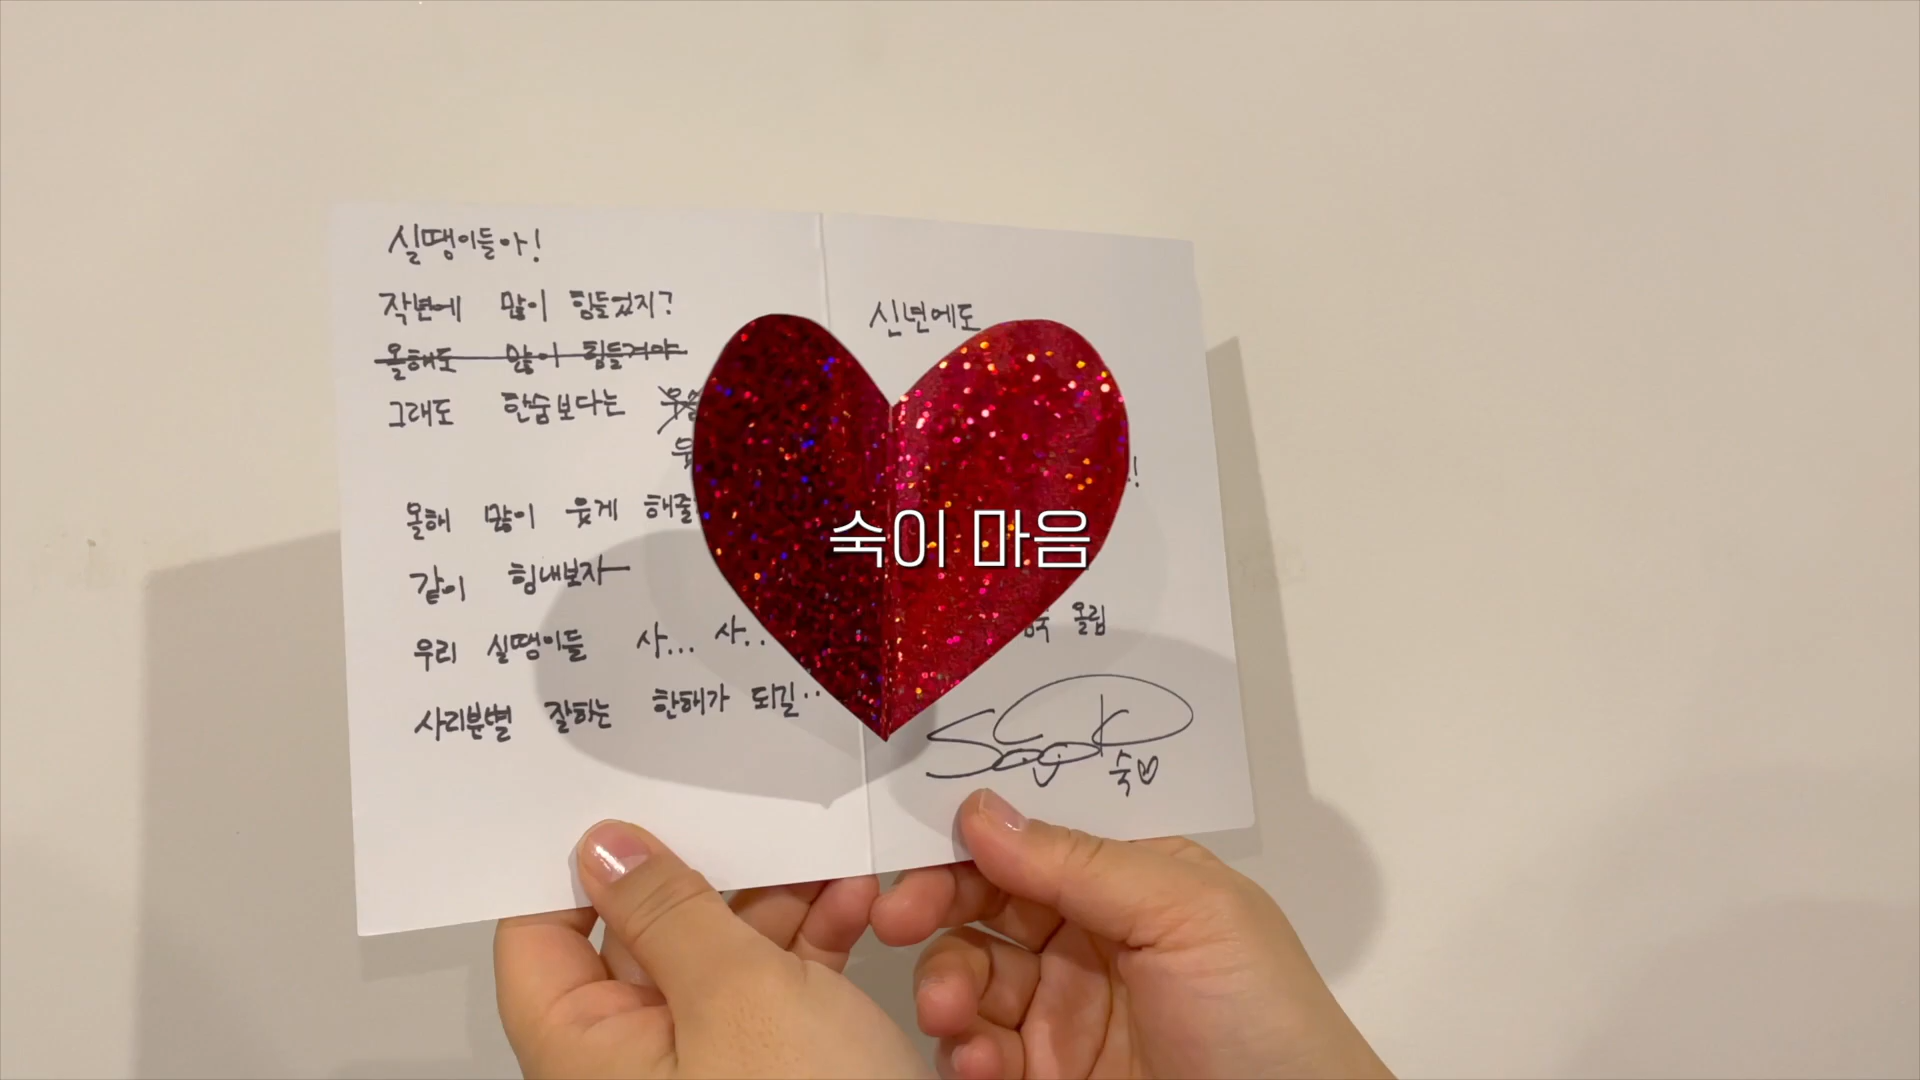 실땡이들아!
작년에 많이 힘들었지?
올해도 많이 힘들겨야
그래도 한숨보다는
올해 많이 웃게 해줄
같이 힘내보자
우리 실땡이들 사... 사..
사리분별 잘하는 한해가 되길..
신년에도
!
숙이 마음
숙 올림
숙♡